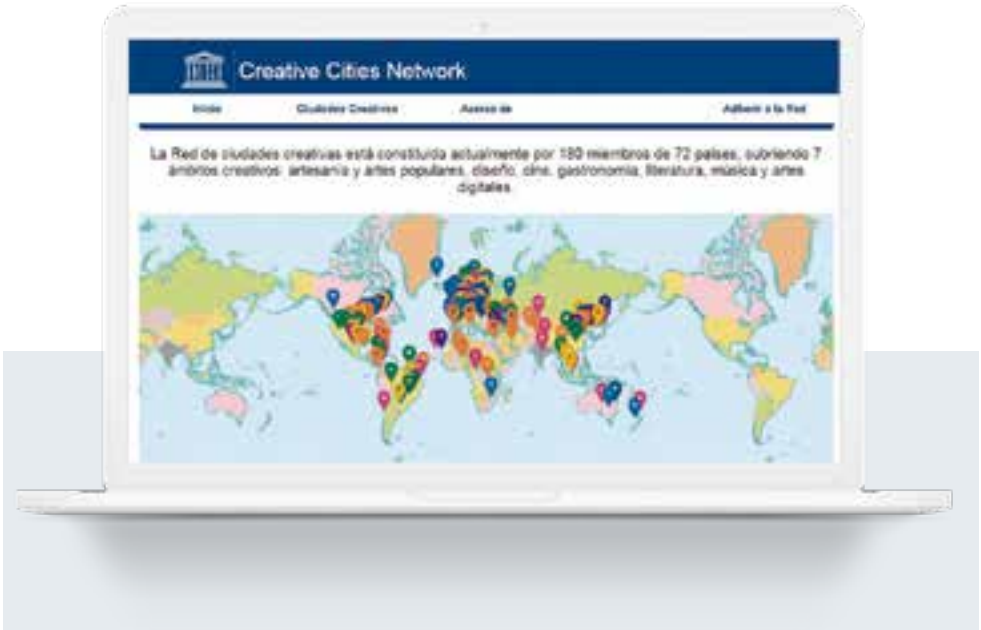 UNESCO
Creative Cities Network
Inicio Ciudades Creativas Acerca de Adherir a la Red
La Red de ciudades creativas está constituida actualmente por 180 miembros de 72 países, cubriendo 7
ámbitos creativos: artesanía y artes populares, diseño, cine, gastronomía, literatura, música y artes
digitales.